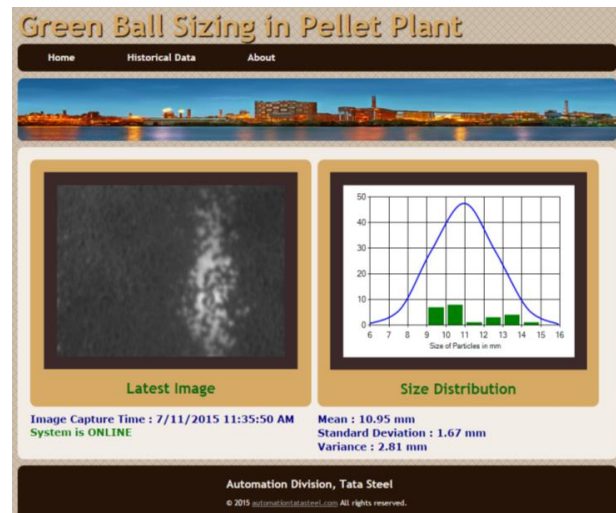 Green Ball Sizing in Pellet Plant
Home Historical Data About
50
40
30
20
10
0
6 7 8 9 10 11 12 13 14 15 16
Size of Particles in mm
Latest Image
Size Distribution
Image Capture Time : 7/11/2015 11:35:50 AM
System is ONLINE
Mean : 10.95 mm
Standard Deviation : 1.67 mm
Variance : 2.81 mm
Automation Division, Tata Steel
© 2015 automationtatasteel.com All rights reserved.